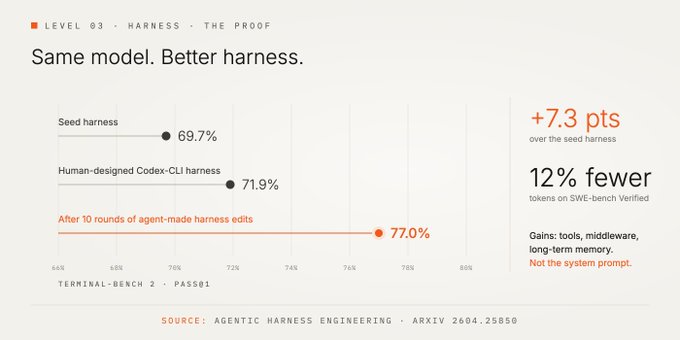 LEVEL 03 · HARNESS · THE PROOF
Same model. Better harness.
Seed harness
69.7%
Human-designed Codex-CLI harness
71.9%
After 10 rounds of agent-made harness edits
77.0%
66% 68% 70% 72% 74% 76% 78% 80%
TERMINAL-BENCH 2 · PASS@1
+7.3 pts
over the seed harness
12% fewer
tokens on SWE-bench Verified
Gains: tools, middleware,
long-term memory.
Not the system prompt.
SOURCE: AGENTIC HARNESS ENGINEERING · ARXIV 2604.25850